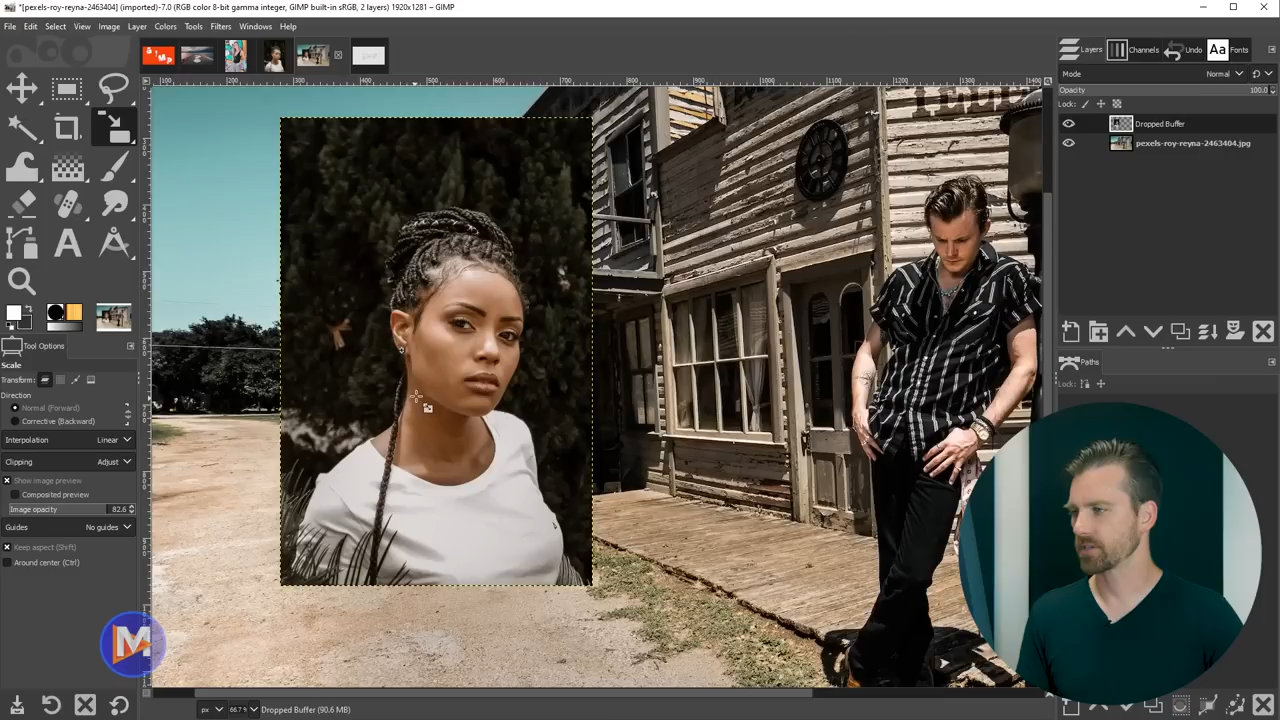 *[pexels-roy-reyna-2463404] (imported)-7.0 (RGB color 8-bit gamma integer, GIMP built-in sRGB, 2 layers) 1920x1281 – GIMP
File Edit Select View Image Layer Colors Tools Filters Windows Help
Layers Channels Undo Aa Fonts
Mode Normal
Opacity 100.0
Lock:
Dropped Buffer
pexels-roy-reyna-2463404.jpg
Paths
Lock:
Tool Options
Scale
Transform:
Direction
Normal (Forward)
Corrective (Backward)
Interpolation Linear
Clipping Adjust
Show image preview
Composited preview
Image opacity 82.6
Guides No guides
Keep aspect (Shift)
Around center (Ctrl)
M
px 66.7 % Dropped Buffer (90.6 MB)